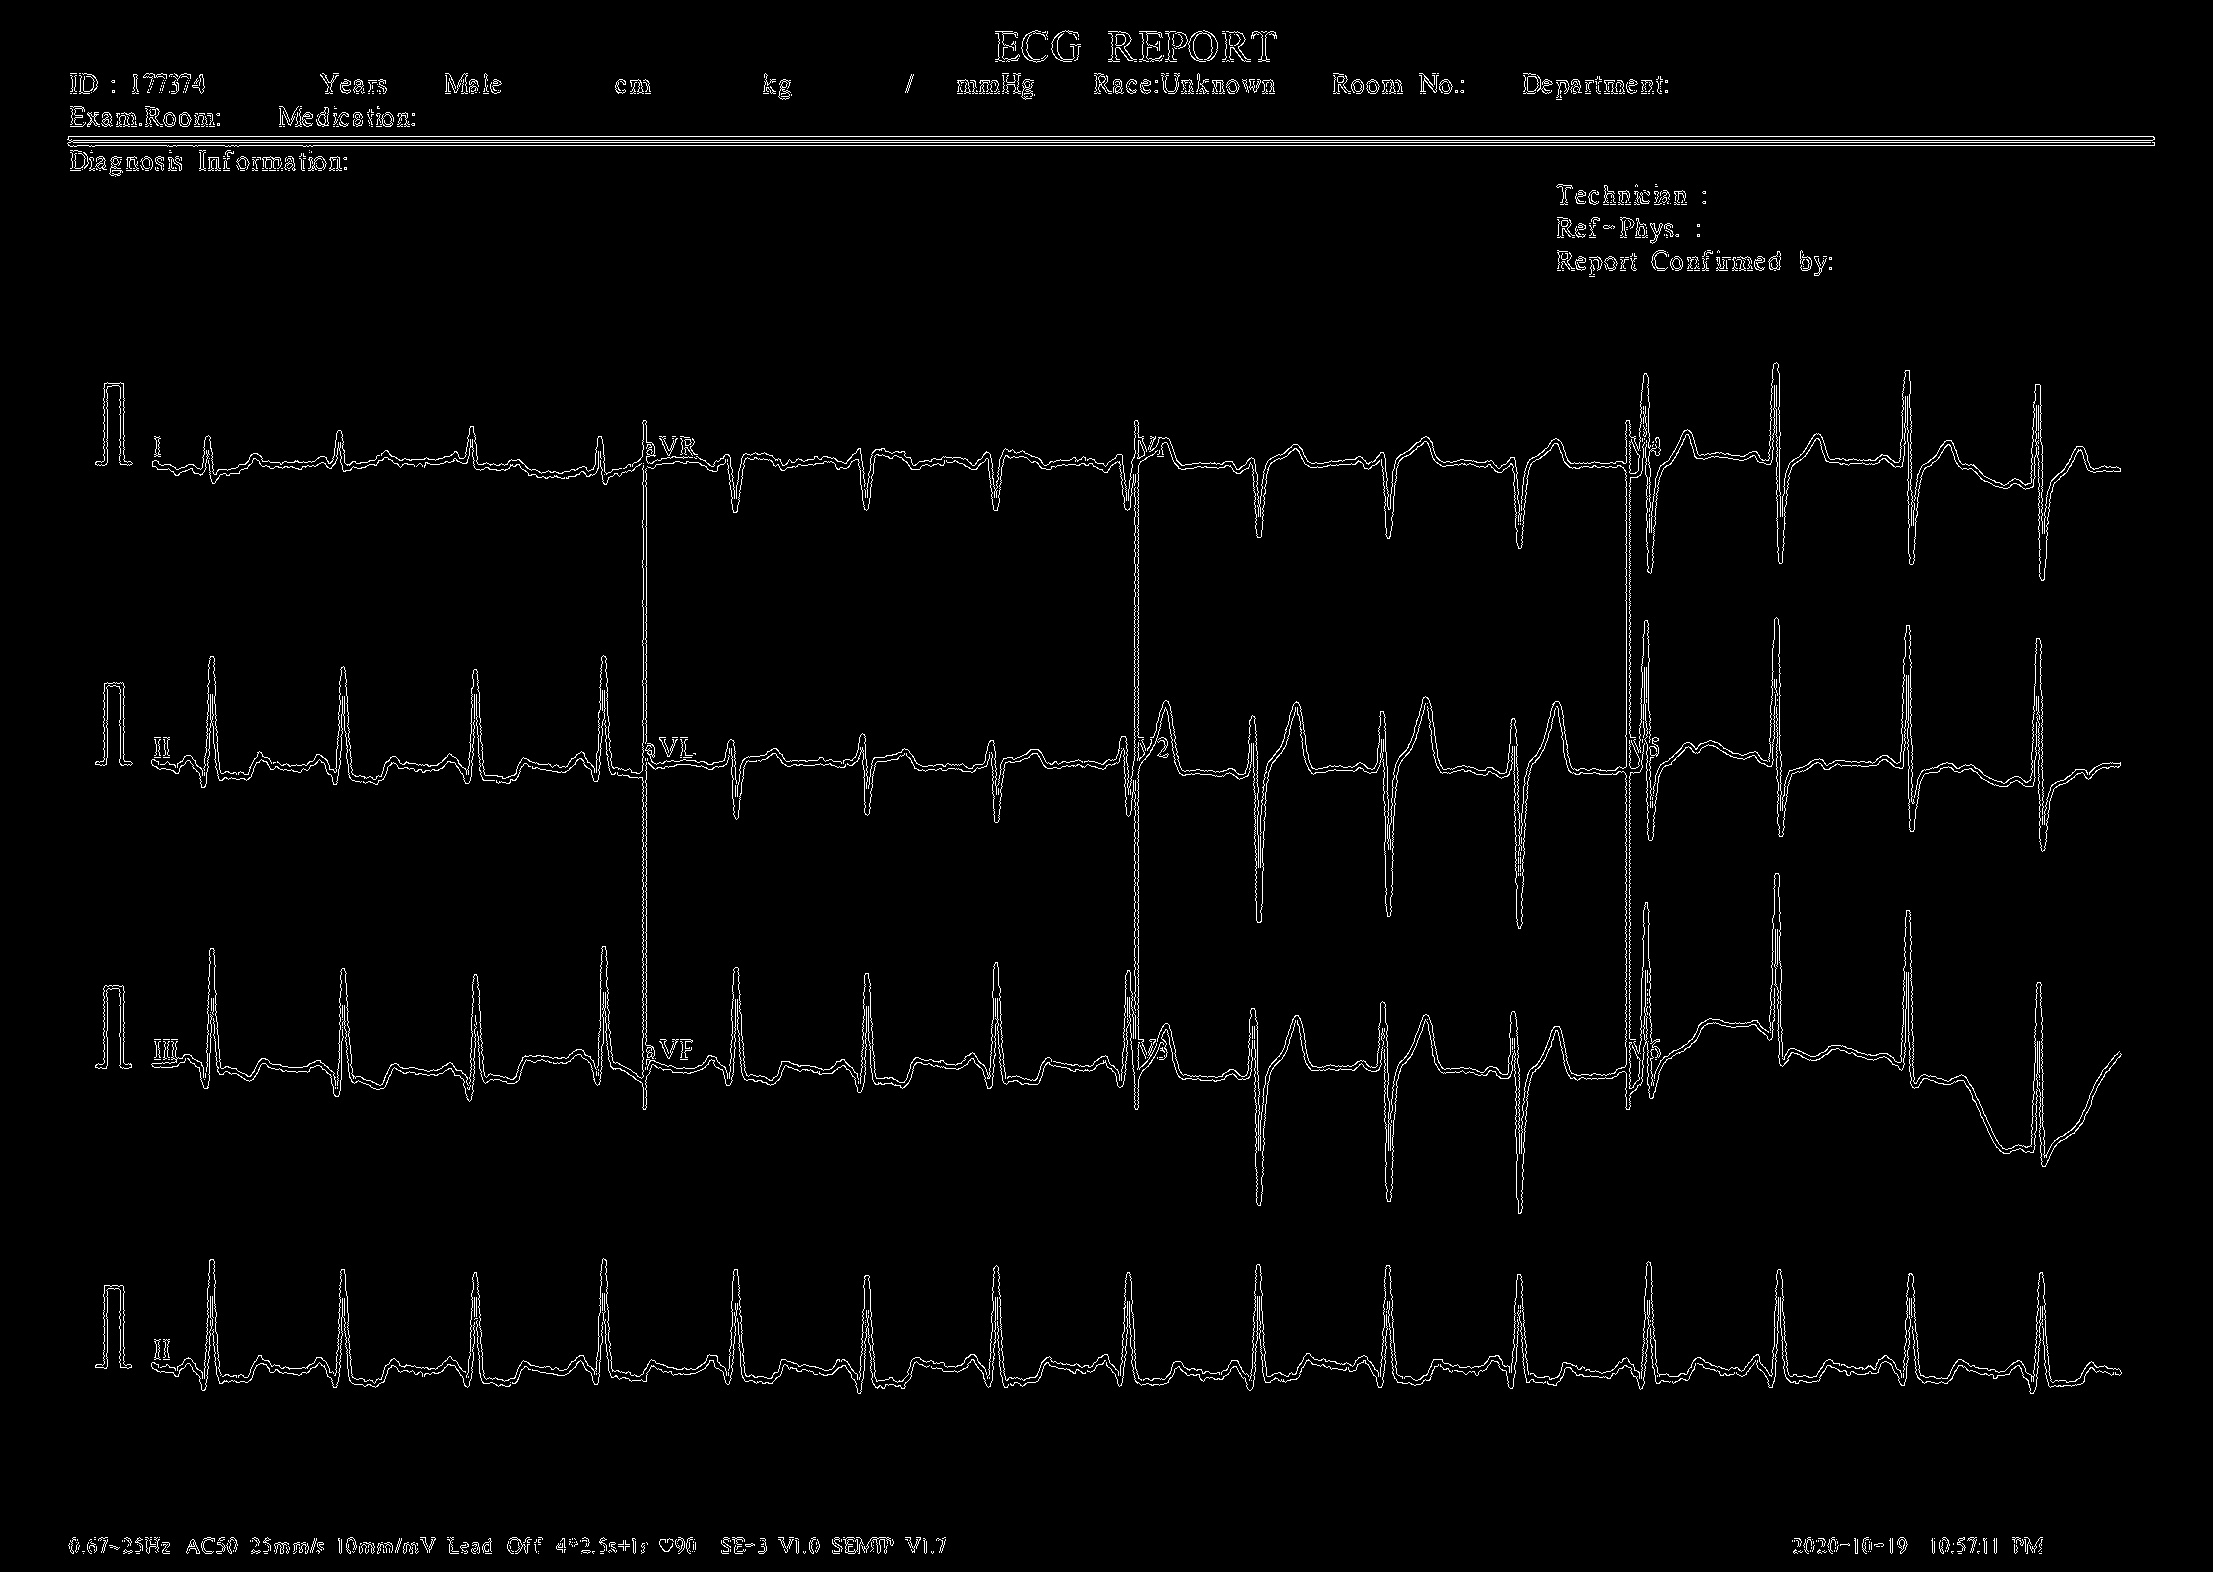 ECG REPORT
ID : 177374 Years Male cm kg / mmHg Race:Unknown Room No.: Department:
Exam.Room: Medication:
Diagnosis Information:
Technician :
Ref-Phys. :
Report Confirmed by:
I aVR V1 V4
II aVL V2 V5
III aVF V3 V6
II
0.67~25Hz AC50 25mm/s 10mm/mV Lead Off 4*2.5s+1r ♡90 SE-3 V1.0 SEMIP V1.7 2020-10-19 10:57:11 PM